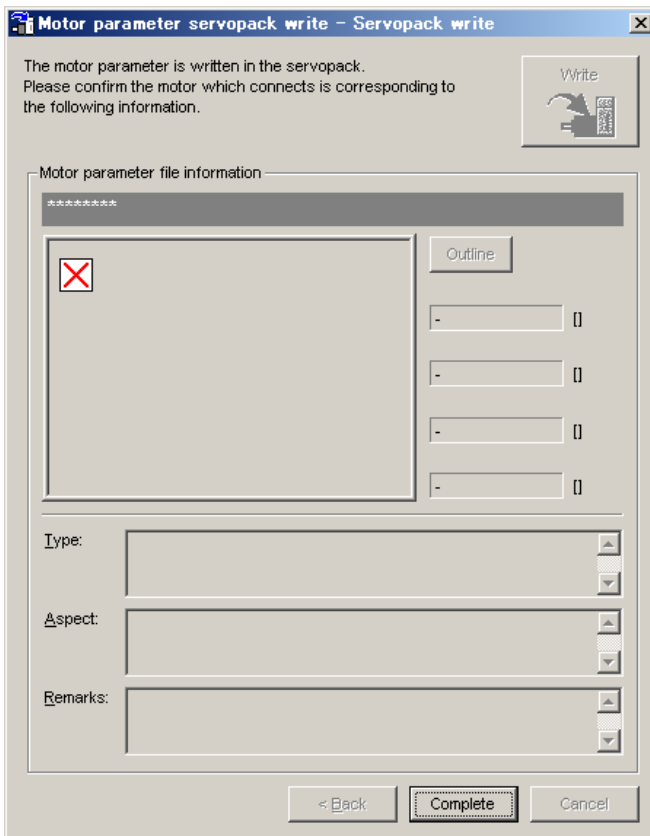 Motor parameter servopack write - Servopack write
The motor parameter is written in the servopack.
Please confirm the motor which connects is corresponding to
the following information.
Write
Motor parameter file information
********
Outline
- []
- []
- []
- []
Type:
Aspect:
Remarks:
< Back
Complete
Cancel